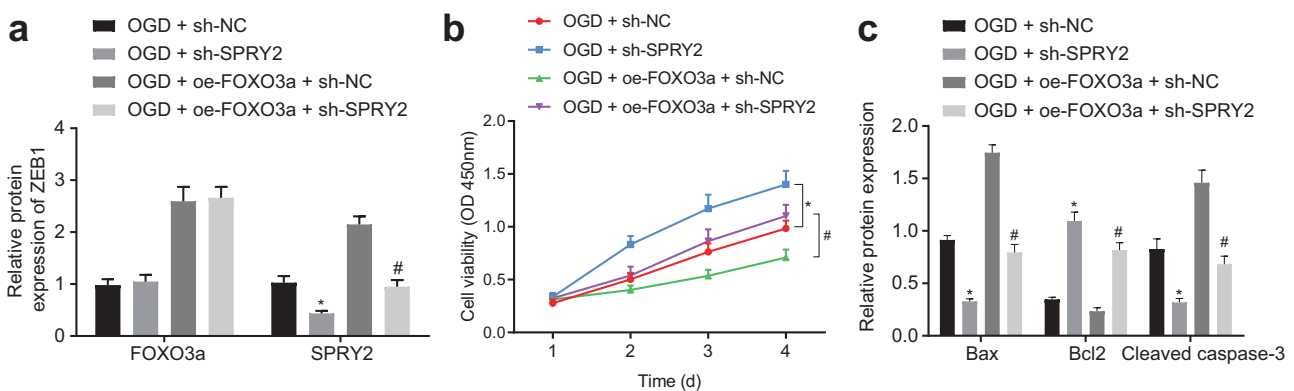 a
OGD + sh-NC
OGD + sh-SPRY2
OGD + oe-FOXO3a + sh-NC
OGD + oe-FOXO3a + sh-SPRY2
Relative protein
expression of ZEB1
4
3
2
1
0
*
#
FOXO3a
SPRY2
b
OGD + sh-NC
OGD + sh-SPRY2
OGD + oe-FOXO3a + sh-NC
OGD + oe-FOXO3a + sh-SPRY2
Cell viability (OD 450nm)
2.0
1.5
1.0
0.5
0.0
*
#
1
2
3
4
Time (d)
c
OGD + sh-NC
OGD + sh-SPRY2
OGD + oe-FOXO3a + sh-NC
OGD + oe-FOXO3a + sh-SPRY2
Relative protein expression
2.0
1.5
1.0
0.5
0.0
*
#
*
#
*
#
Bax
Bcl2
Cleaved caspase-3